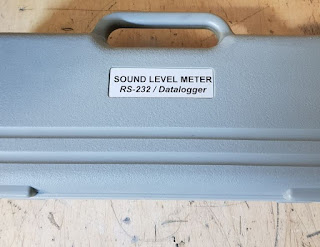 SOUND LEVEL METER
RS-232 / Datalogger